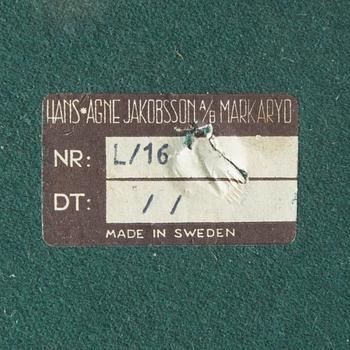 HANS*AGNE JAKOBSSON A/B MARKARYD
NR: L/16
DT: / /
MADE IN SWEDEN